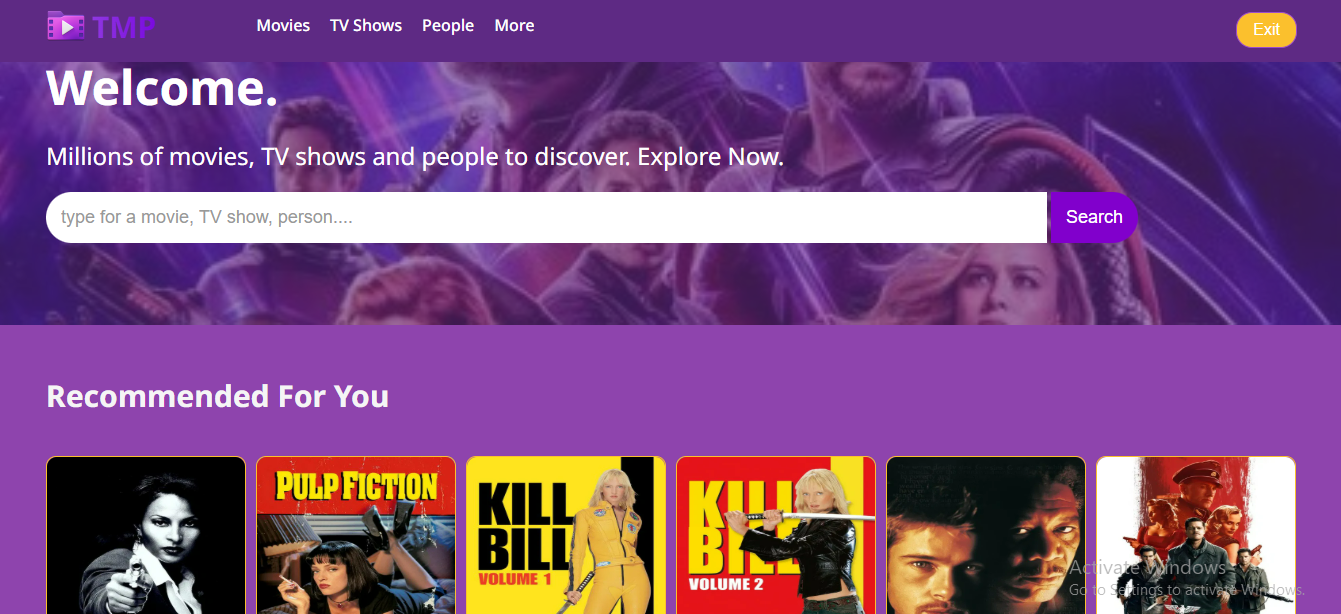 TMP
Movies TV Shows People More
Exit
Welcome.
Millions of movies, TV shows and people to discover. Explore Now.
type for a movie, TV show, person....
Search
Recommended For You
PULP FICTION
KILL
BILL
VOLUME 1
KILL
BILL
VOLUME 2
Activate Windows
Go to Settings to activate Windows.